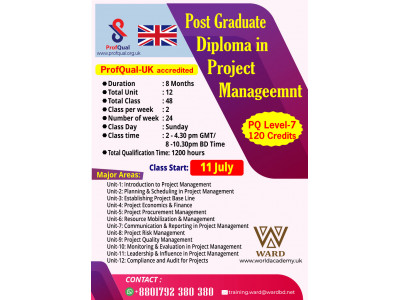 ProfQual
www.profqual.org.uk
Post Graduate
Diploma in
Project
Manageemnt
ProfQual-UK accredited
Duration : 8 Months
Total Unit : 12
Total Class : 48
Class per week : 2
Number of week : 24
Class Day : Sunday
Class time : 2 - 4.30 pm GMT/
8 -10.30pm BD Time
Total Qualification Time: 1200 hours
PQ Level-7
120 Credits
Class Start: 11 July
Major Areas:
Unit-1: Introduction to Project Management
Unit-2: Planning & Scheduling in Project Management
Unit-3: Establishing Project Base Line
Unit-4: Project Economics & Finance
Unit-5: Project Procurement Management
Unit-6: Resource Mobilization & Management
Unit-7: Communication & Reporting in Project Management
Unit-8: Project Risk Management
Unit-9: Project Quality Management
Unit-10: Monitoring & Evaluation in Project Management
Unit-11: Leadership & Influence in Project Management
Unit-12: Compliance and Audit for Projects
WARD
www.worldacademy.uk
CONTACT :
+8801792 380 380
training.ward@wardbd.net